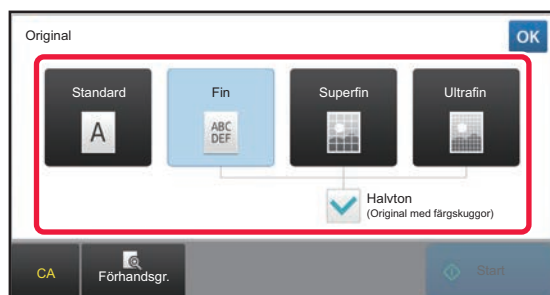 Original
OK
Standard
Fin
Superfin
Ultrafin
A
ABC
DEF
Halvton
(Original med färgskuggor)
CA
Förhandsgr.
Start